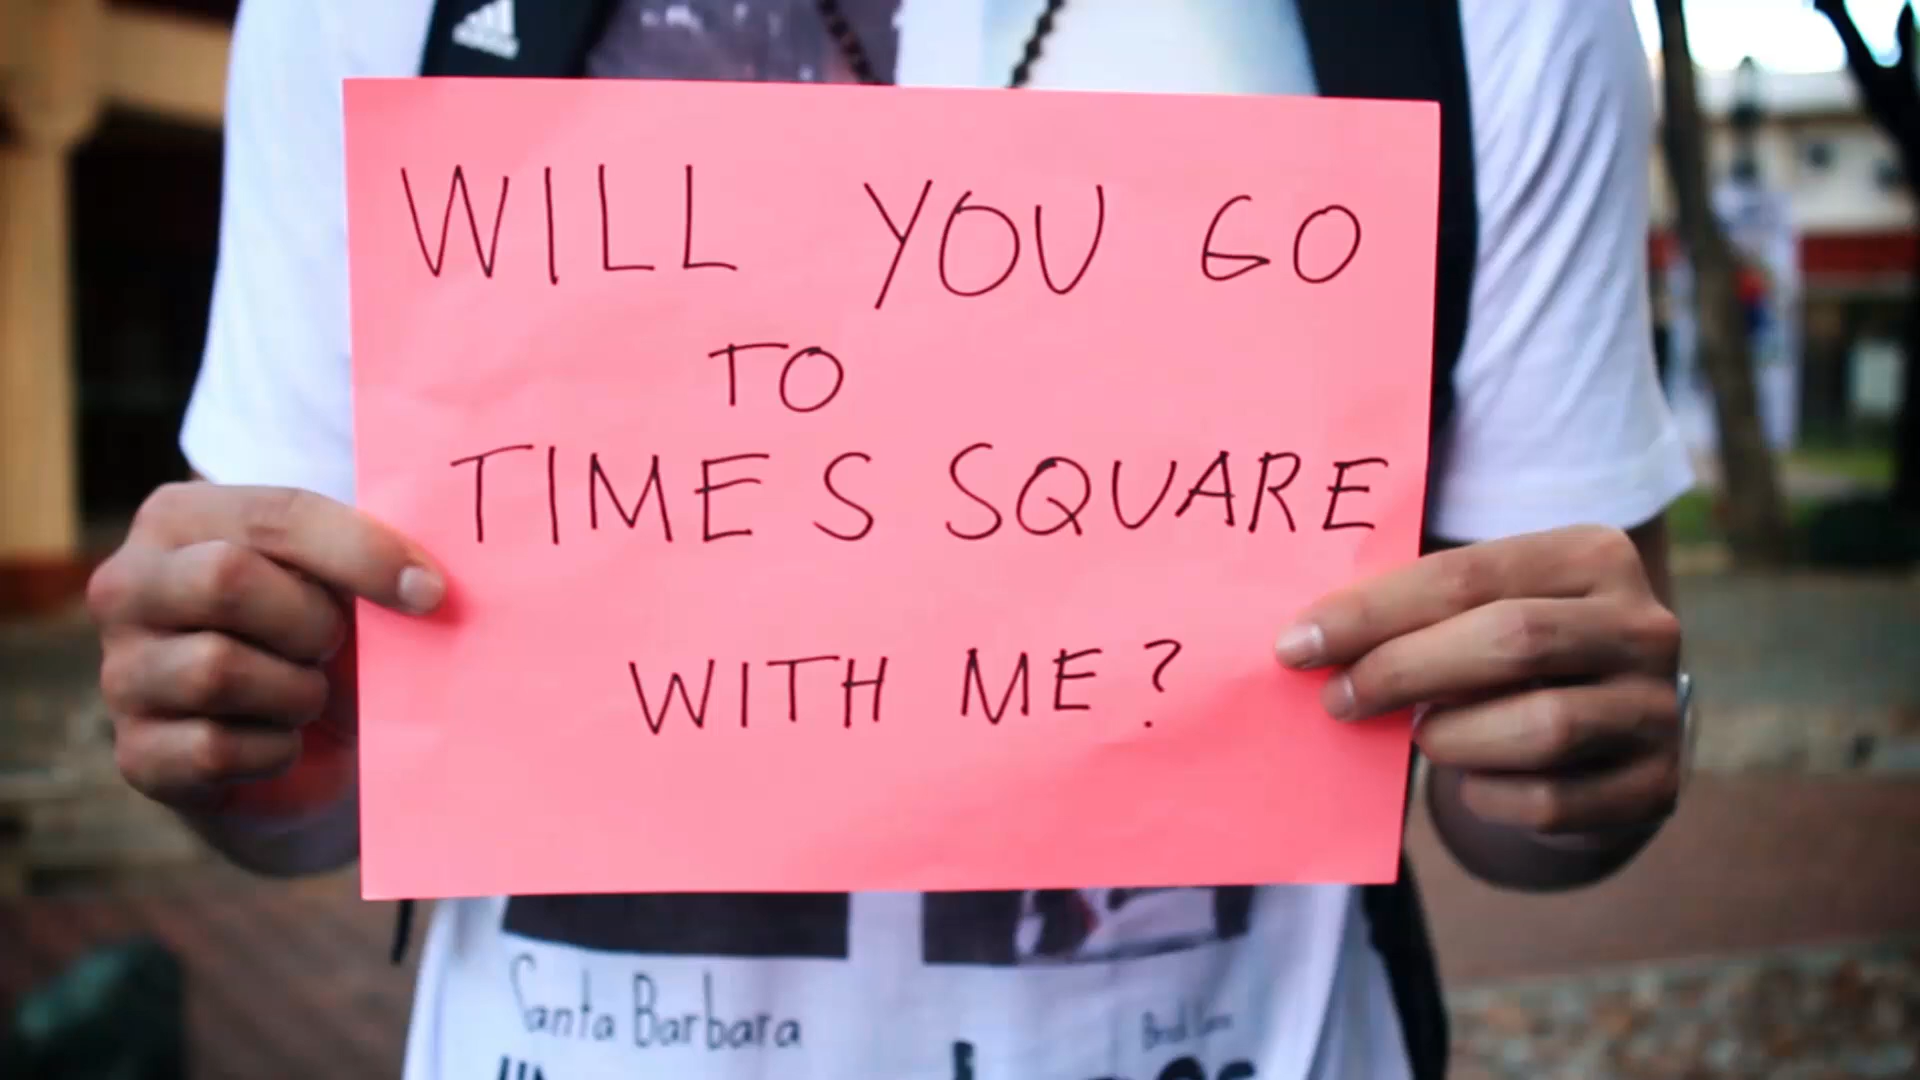 WILL YOU GO
TO
TIMES SQUARE
WITH ME?
Santa Barbara